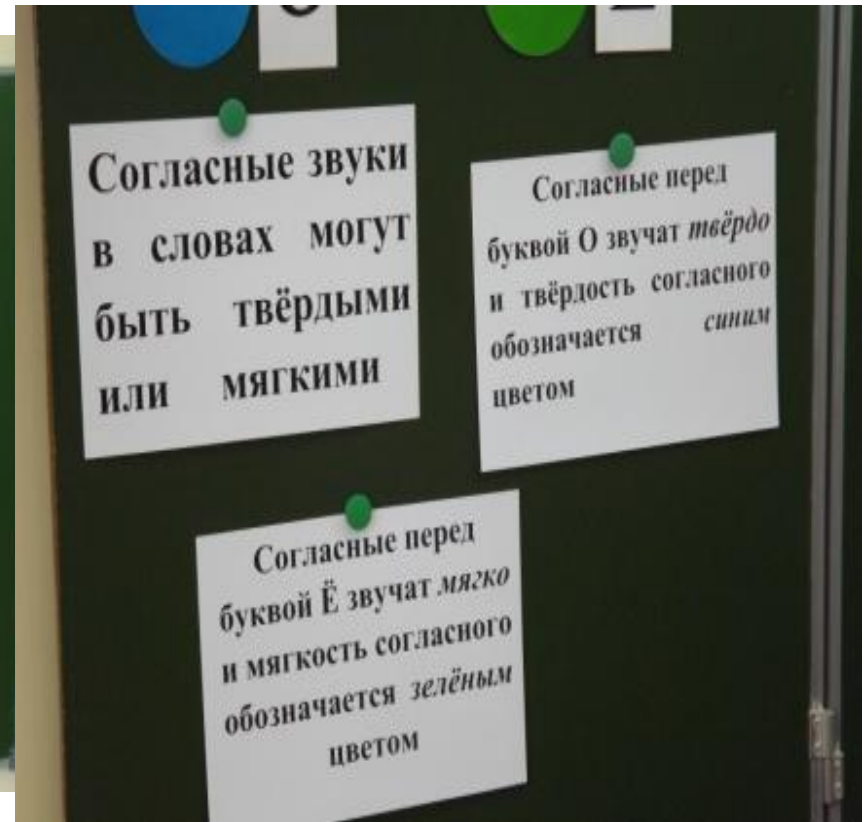 Согласные звуки
в словах могут
быть твёрдыми
или мягкими
Согласные перед
буквой О звучат твёрдо
и твёрдость согласного
обозначается синим
цветом
Согласные перед
буквой Ё звучат мягко
и мягкость согласного
обозначается зелёным
цветом